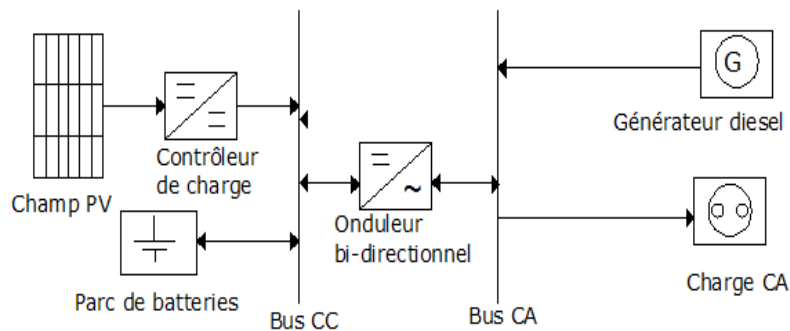 G
Générateur diesel
Contrôleur
de charge
Champ PV
~
Onduleur
bi-directionnel
Parc de batteries
Charge CA
Bus CC
Bus CA